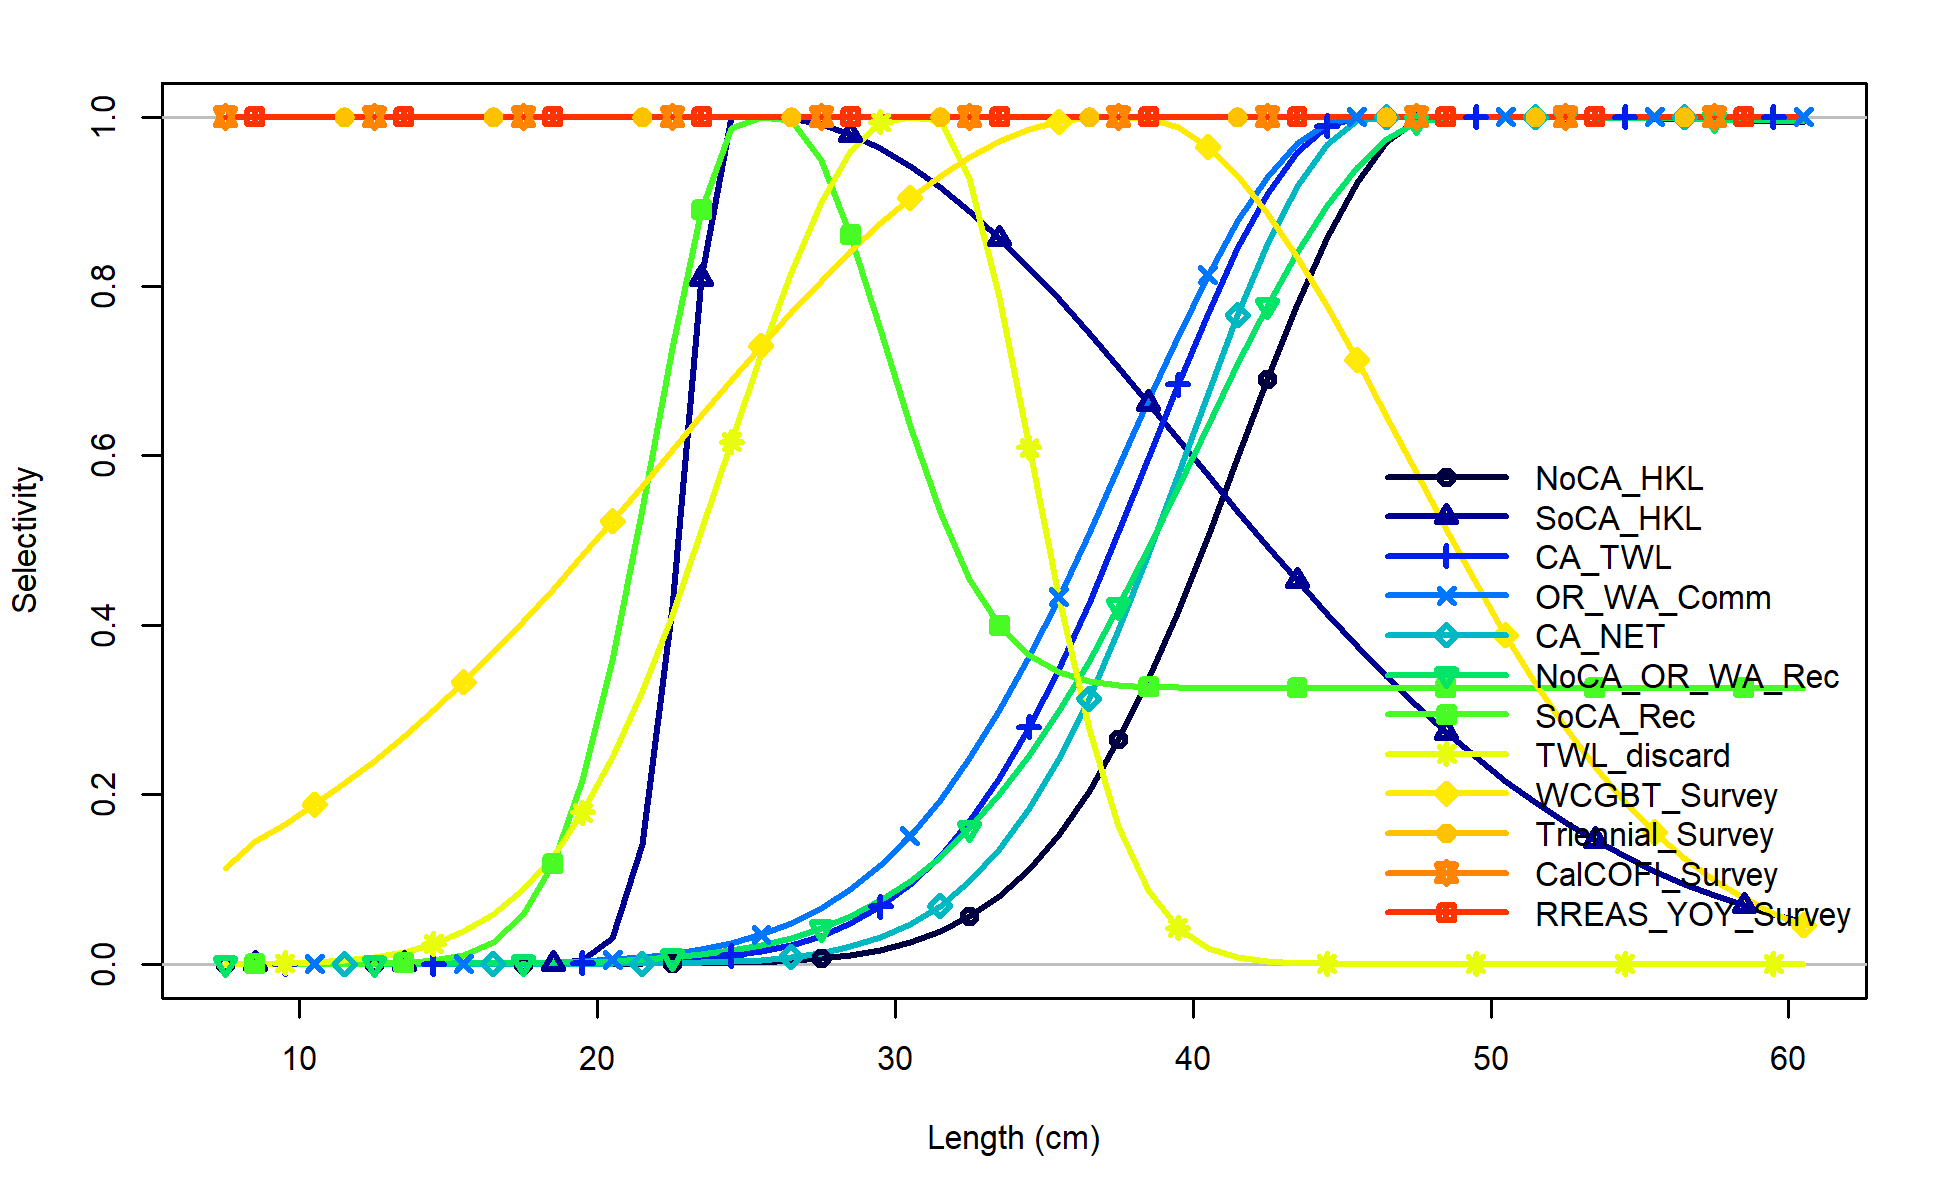 1.0
0.8
0.6
0.4
0.2
0.0
Selectivity
NoCA_HKL
SoCA_HKL
CA_TWL
OR_WA_Comm
CA_NET
NoCA_OR_WA_Rec
SoCA_Rec
TWL_discard
WCGBT_Survey
Triennial_Survey
CalCOFI_Survey
RREAS_YOY_Survey
10 20 30 40 50 60
Length (cm)